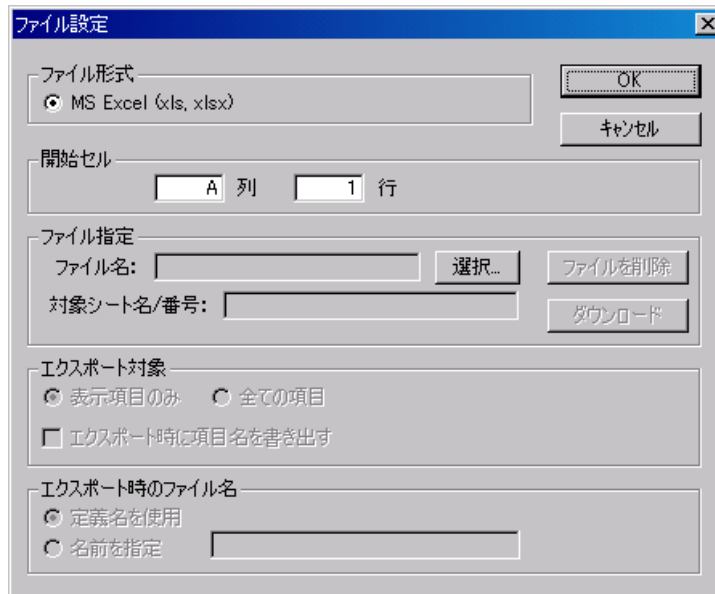 ファイル設定
ファイル形式
MS Excel (xls, xlsx)
OK
キャンセル
開始セル
A 列 1 行
ファイル指定
ファイル名: 選択... ファイルを削除
対象シート名/番号: ダウンロード
エクスポート対象
表示項目のみ 全ての項目
エクスポート時に項目名を書き出す
エクスポート時のファイル名
定義名を使用
名前を指定